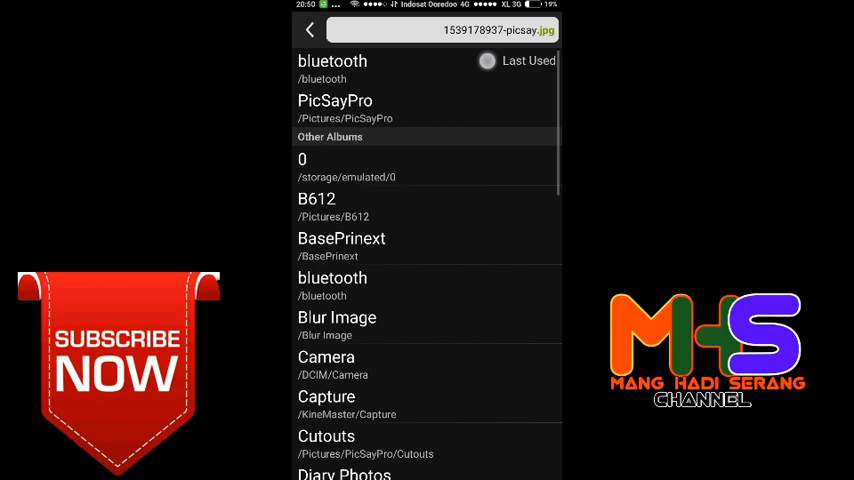 20:50 ... Indosat Ooredoo 4G XL 3G 19%
1539178937-picsay.jpg
bluetooth
/bluetooth
Last Used
PicSayPro
/Pictures/PicSayPro
Other Albums
0
/storage/emulated/0
B612
/Pictures/B612
BasePrinext
/BasePrinext
bluetooth
/bluetooth
Blur Image
/Blur Image
Camera
/DCIM/Camera
Capture
/KineMaster/Capture
Cutouts
/Pictures/PicSayPro/Cutouts
Diary Photos
SUBSCRIBE
NOW
MHS
MANG HADI SERANG
CHANNEL